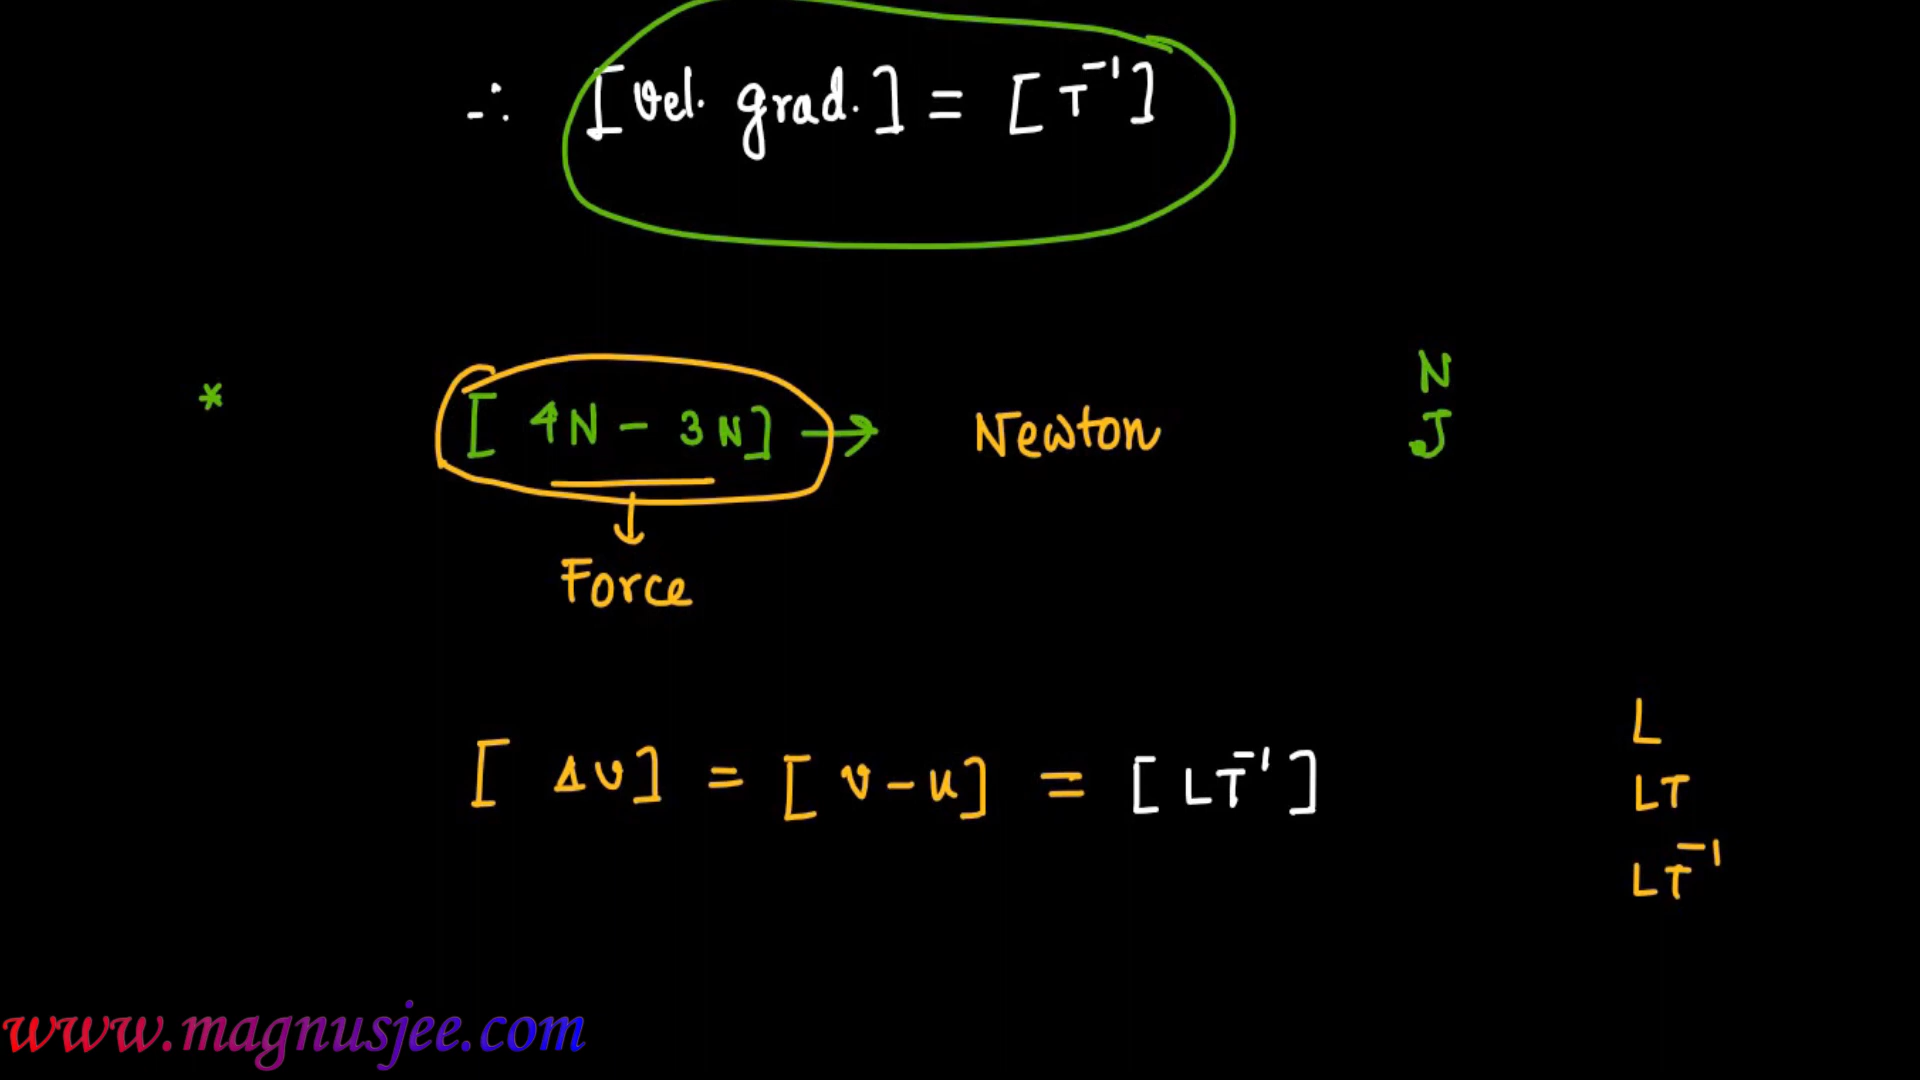 ∴ [vel. grad.] = [T⁻¹]
* [4N - 3N] → Newton
N
J
↓
Force
[Δv] = [v - u] = [LT⁻¹]
L
LT
LT⁻¹
www.magnusjee.com